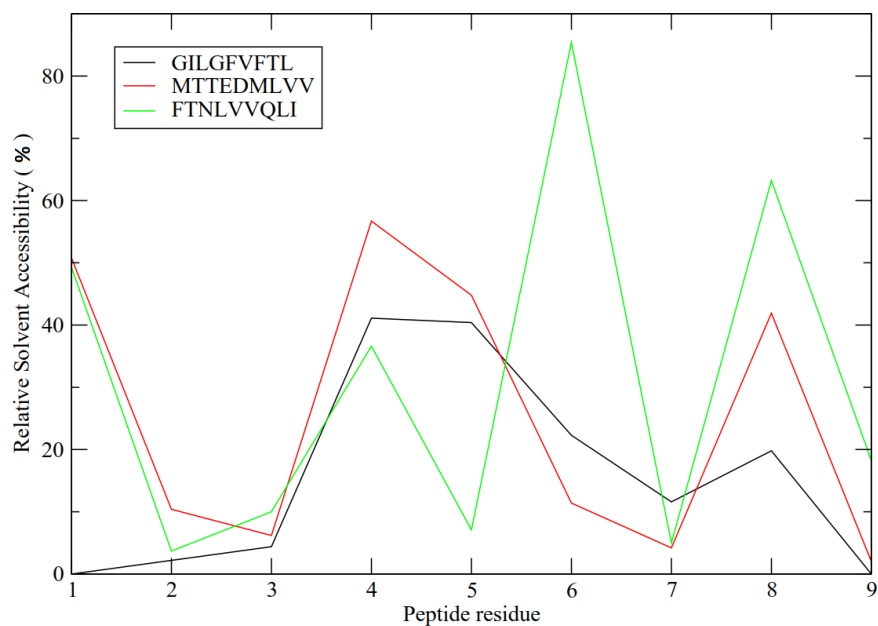 GILGFVFTL
MTTEDMLVV
FTNLVVQLI
Relative Solvent Accessibility ( % )
80
60
40
20
0
1 2 3 4 5 6 7 8 9
Peptide residue